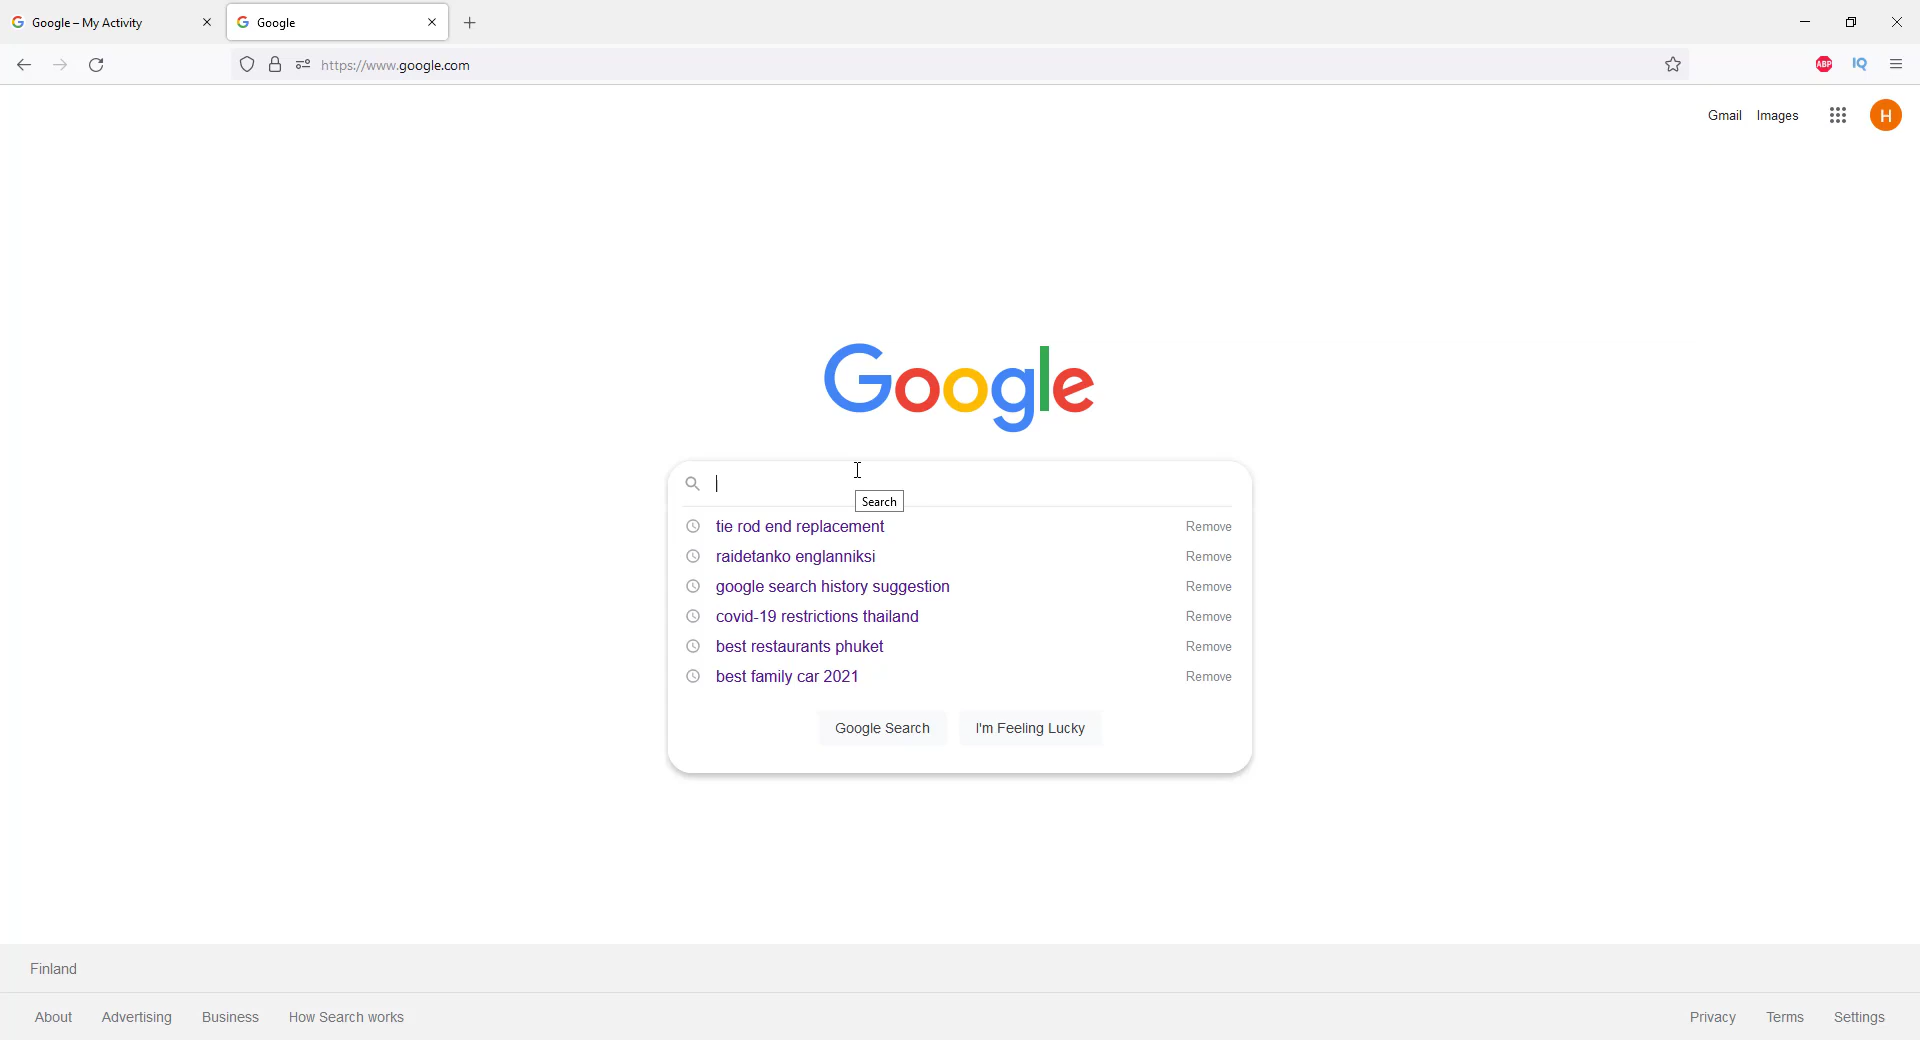 Google – My Activity
Google
https://www.google.com
ABP
IQ
Gmail Images
H
Google
Search
tie rod end replacement Remove
raidetanko englanniksi Remove
google search history suggestion Remove
covid-19 restrictions thailand Remove
best restaurants phuket Remove
best family car 2021 Remove
Google Search I'm Feeling Lucky
Finland
About Advertising Business How Search works Privacy Terms Settings